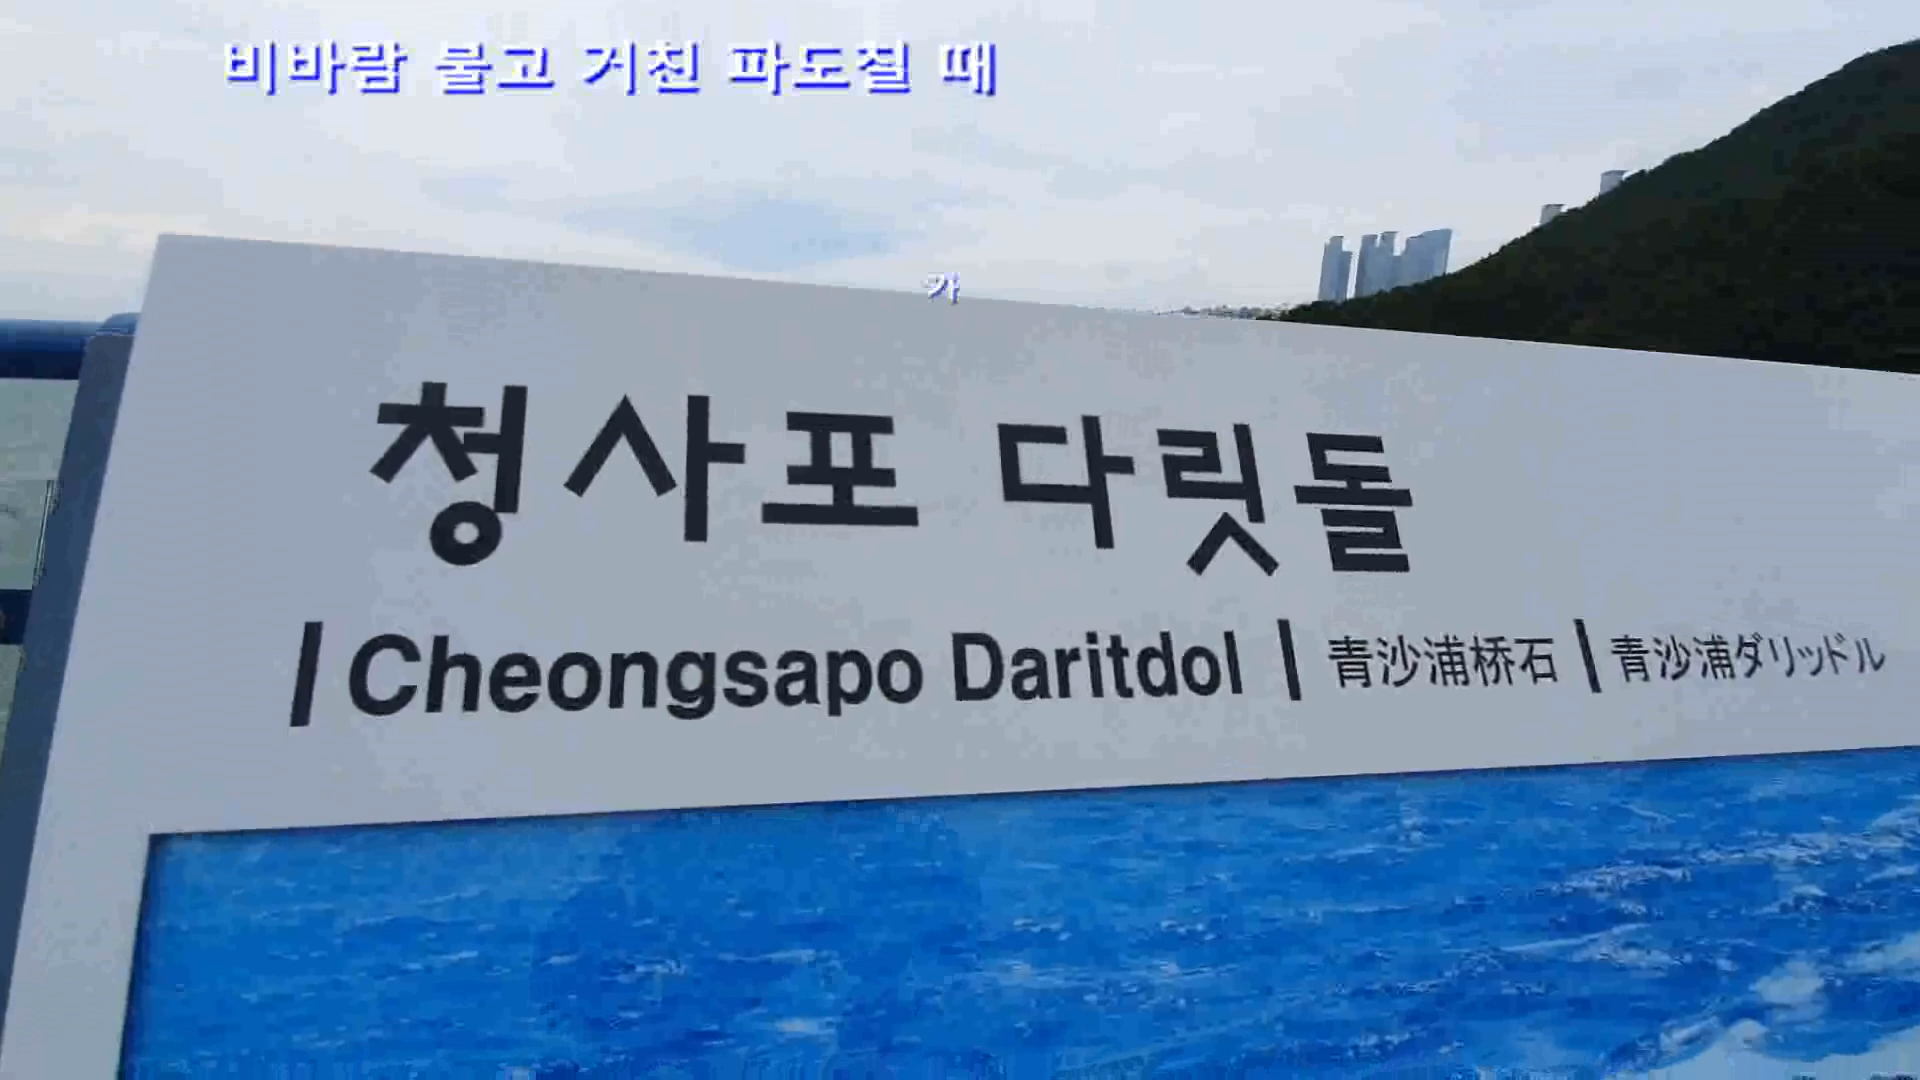 비바람 불고 거친 파도칠 때
가
청사포 다릿돌
| Cheongsapo Daritdol | 青沙浦桥石 | 青沙浦ダリッドル